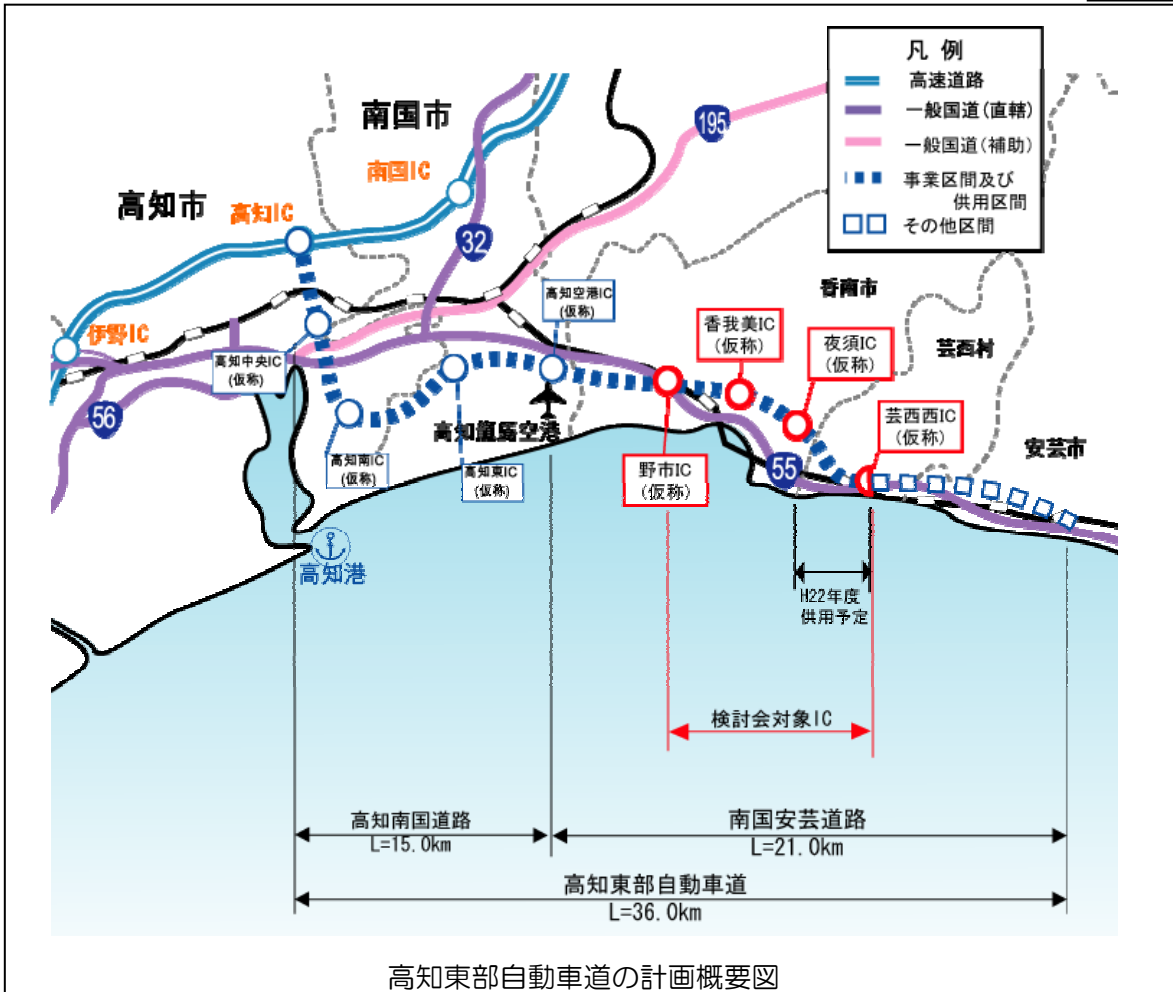 凡 例
高速道路
一般国道(直轄)
一般国道(補助)
事業区間及び
供用区間
その他区間
195
南国市
南国IC
高知市
高知IC
32
高知空港IC
(仮称)
香南市
香我美IC
(仮称)
夜須IC
(仮称)
芸西村
伊野IC
高知中央IC
(仮称)
56
芸西西IC
(仮称)
安芸市
高知龍馬空港
高知南IC
(仮称)
高知東IC
(仮称)
野市IC
(仮称)
55
高知港
H22年度
供用予定
検討会対象IC
高知南国道路
L=15.0km
南国安芸道路
L=21.0km
高知東部自動車道
L=36.0km
高知東部自動車道の計画概要図